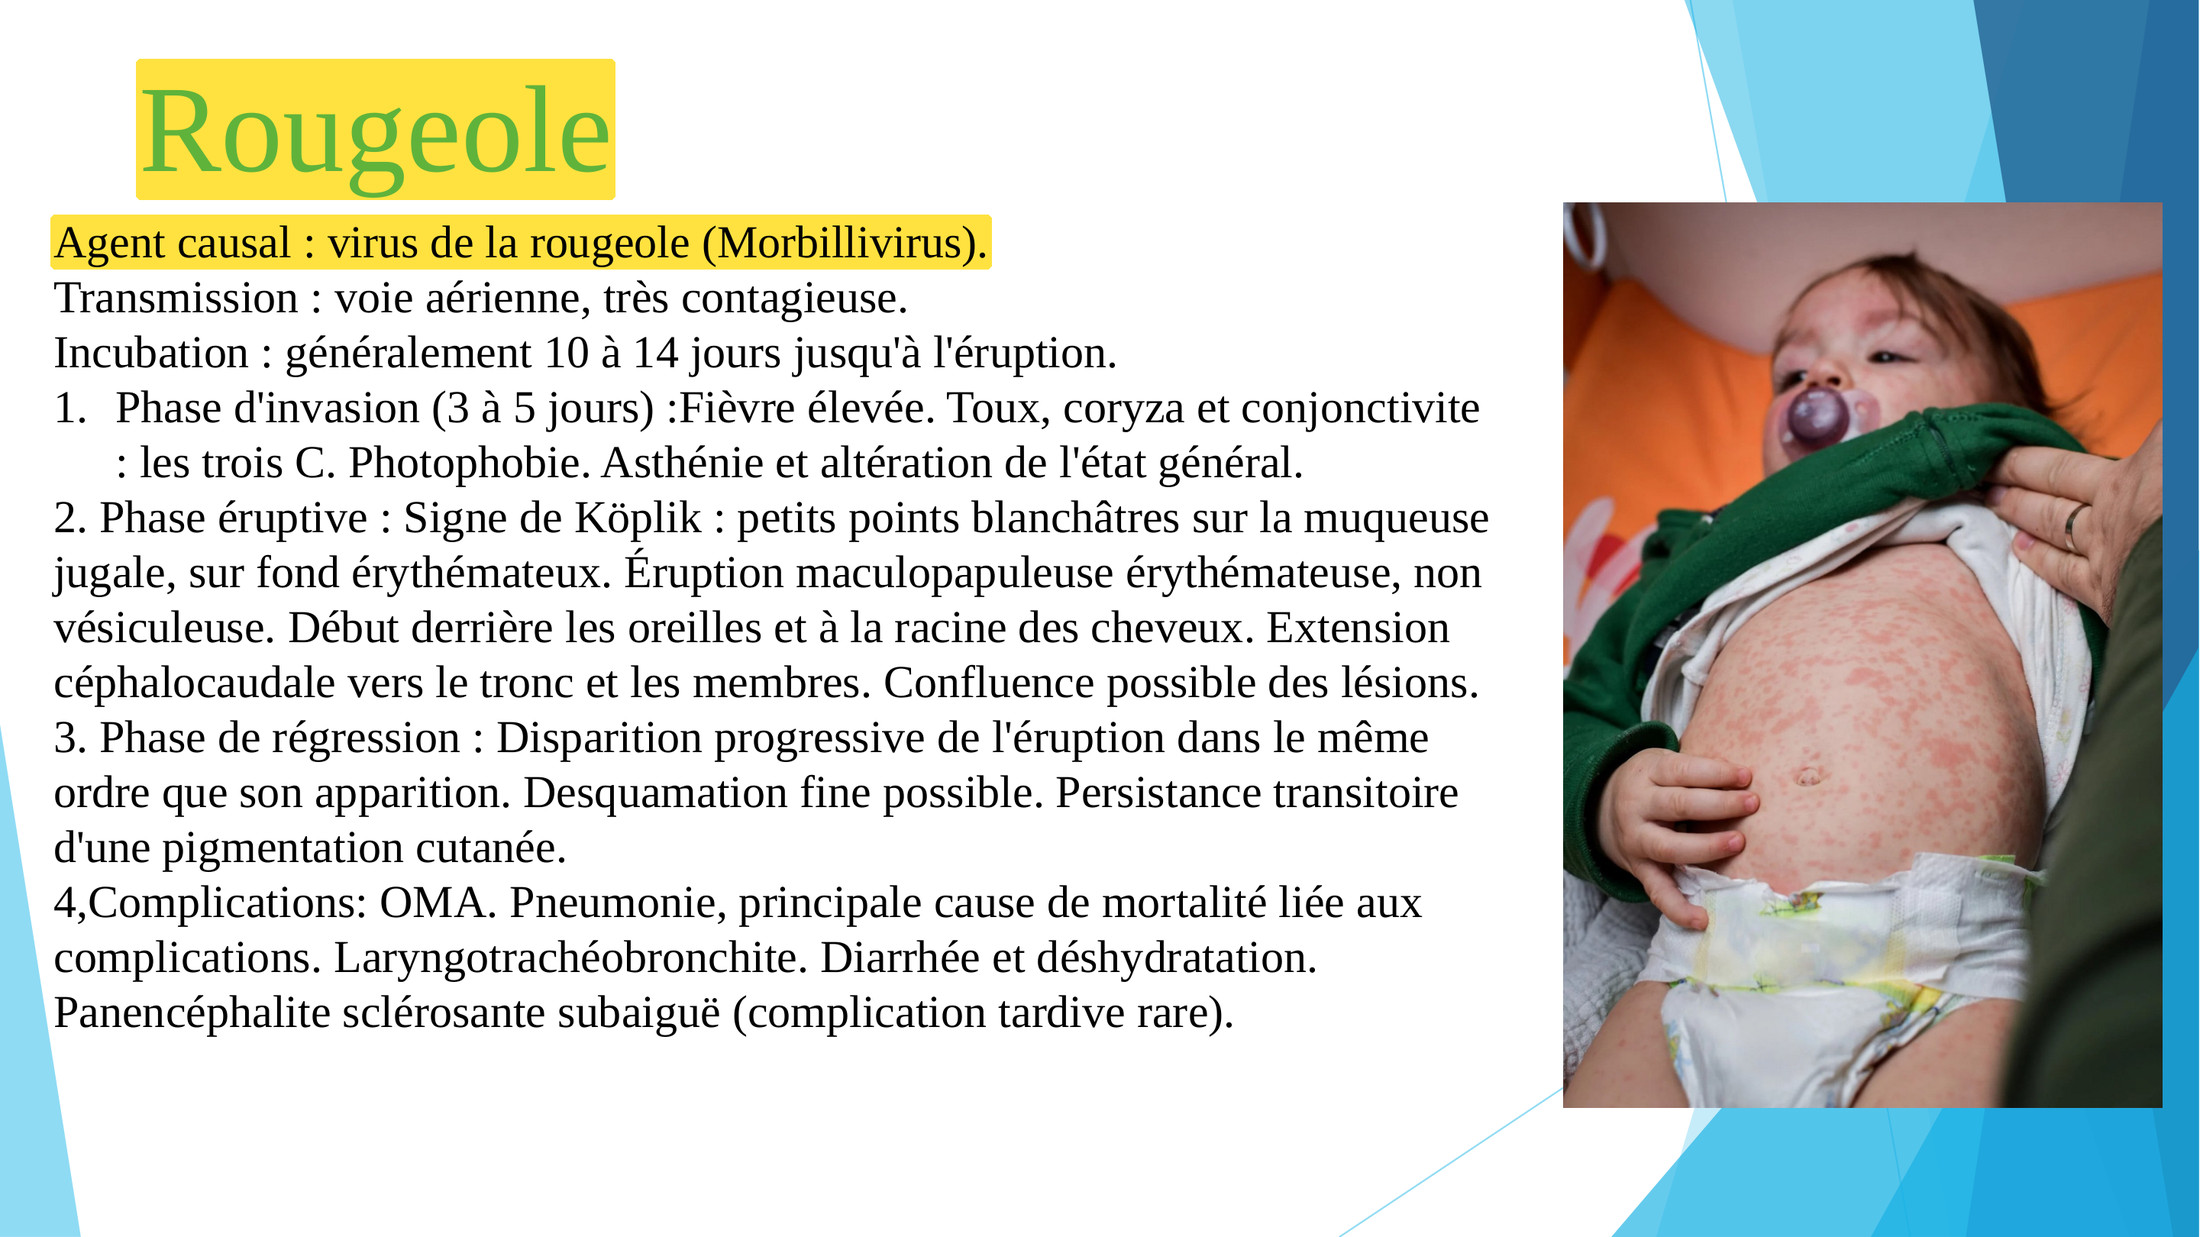 Rougeole
Agent causal : virus de la rougeole (Morbillivirus).
Transmission : voie aérienne, très contagieuse.
Incubation : généralement 10 à 14 jours jusqu'à l'éruption.
1. Phase d'invasion (3 à 5 jours) :Fièvre élevée. Toux, coryza et conjonctivite
: les trois C. Photophobie. Asthénie et altération de l'état général.
2. Phase éruptive : Signe de Köplik : petits points blanchâtres sur la muqueuse
jugale, sur fond érythémateux. Éruption maculopapuleuse érythémateuse, non
vésiculeuse. Début derrière les oreilles et à la racine des cheveux. Extension
céphalocaudale vers le tronc et les membres. Confluence possible des lésions.
3. Phase de régression : Disparition progressive de l'éruption dans le même
ordre que son apparition. Desquamation fine possible. Persistance transitoire
d'une pigmentation cutanée.
4,Complications: OMA. Pneumonie, principale cause de mortalité liée aux
complications. Laryngotrachéobronchite. Diarrhée et déshydratation.
Panencéphalite sclérosante subaiguë (complication tardive rare).